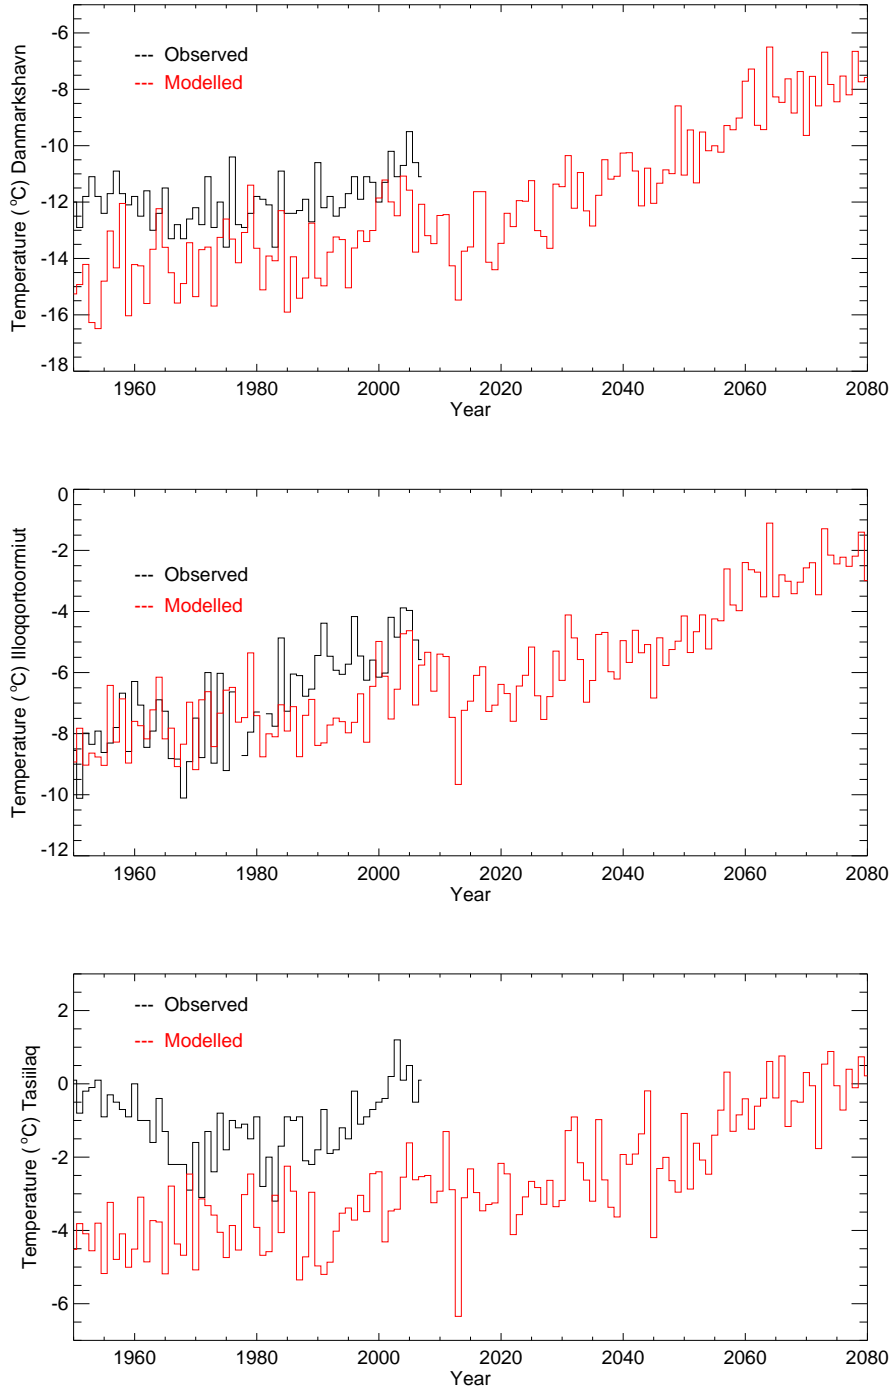 -6
-8
-10
-12
-14
-16
-18
Temperature (°C) Danmarkshavn
--- Observed
--- Modelled
1960 1980 2000 2020 2040 2060 2080
Year
0
-2
-4
-6
-8
-10
-12
Temperature (°C) Illoqqortoormiut
--- Observed
--- Modelled
1960 1980 2000 2020 2040 2060 2080
Year
2
0
-2
-4
-6
Temperature (°C) Tasiilaq
--- Observed
--- Modelled
1960 1980 2000 2020 2040 2060 2080
Year